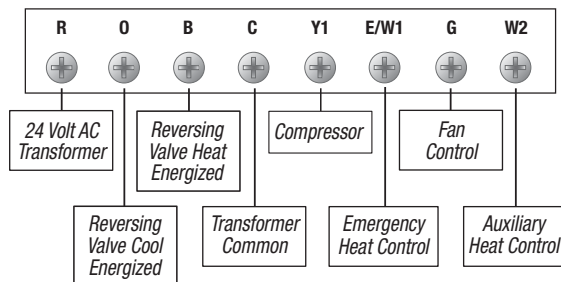 R O B C Y1 E/W1 G W2
24 Volt AC
Transformer
Reversing
Valve Heat
Energized
Compressor
Fan
Control
Reversing
Valve Cool
Energized
Transformer
Common
Emergency
Heat Control
Auxiliary
Heat Control